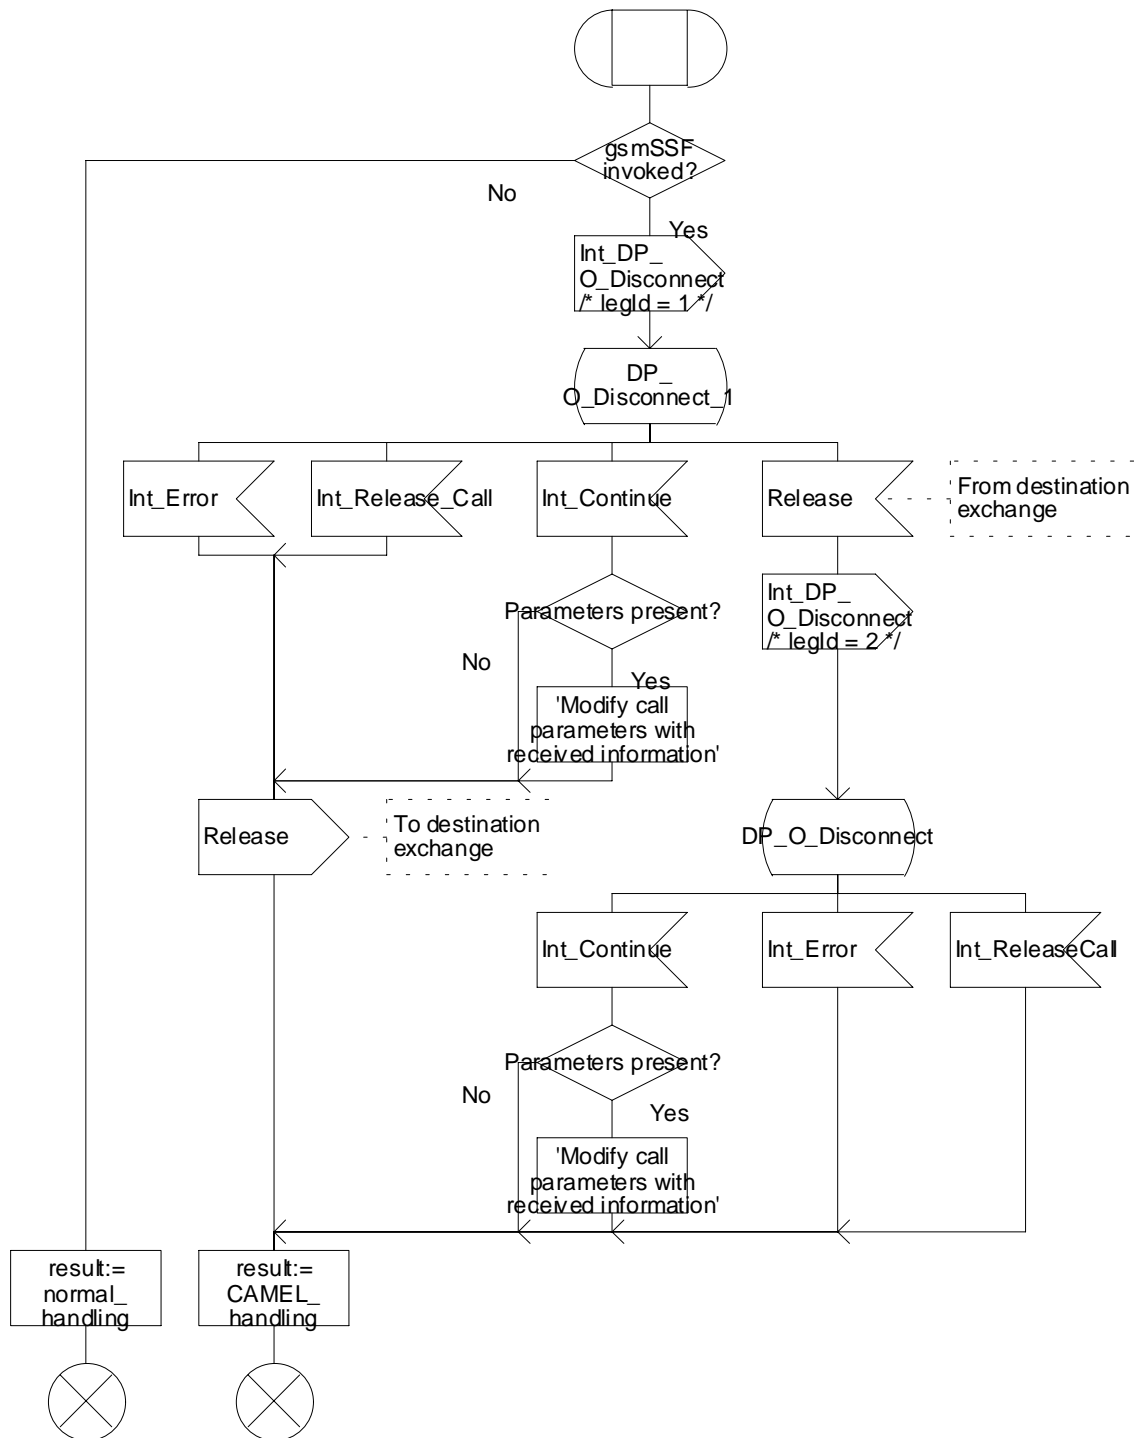 gsmSSF
invoked?
No
Yes
Int_DP_
O_Disconnect
/* legId = 1 */
DP_
O_Disconnect_1
Int_Error
Int_Release_Call
Int_Continue
Release
From destination
exchange
Parameters present?
Int_DP_
O_Disconnect
/* legId = 2 */
No
Yes
'Modify call
parameters with
received information'
Release
To destination
exchange
DP_O_Disconnect
Int_Continue
Int_Error
Int_ReleaseCall
Parameters present?
No
Yes
'Modify call
parameters with
received information'
result:=
normal_
handling
result:=
CAMEL_
handling